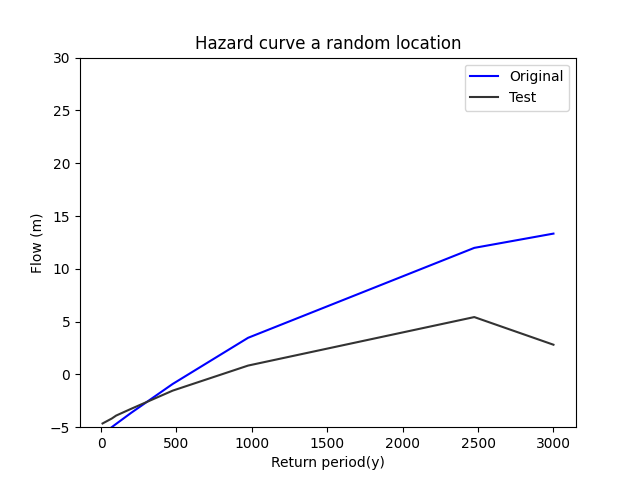 Hazard curve a random location
Original
Test
Flow (m)
30
25
20
15
10
5
0
−5
0 500 1000 1500 2000 2500 3000
Return period(y)